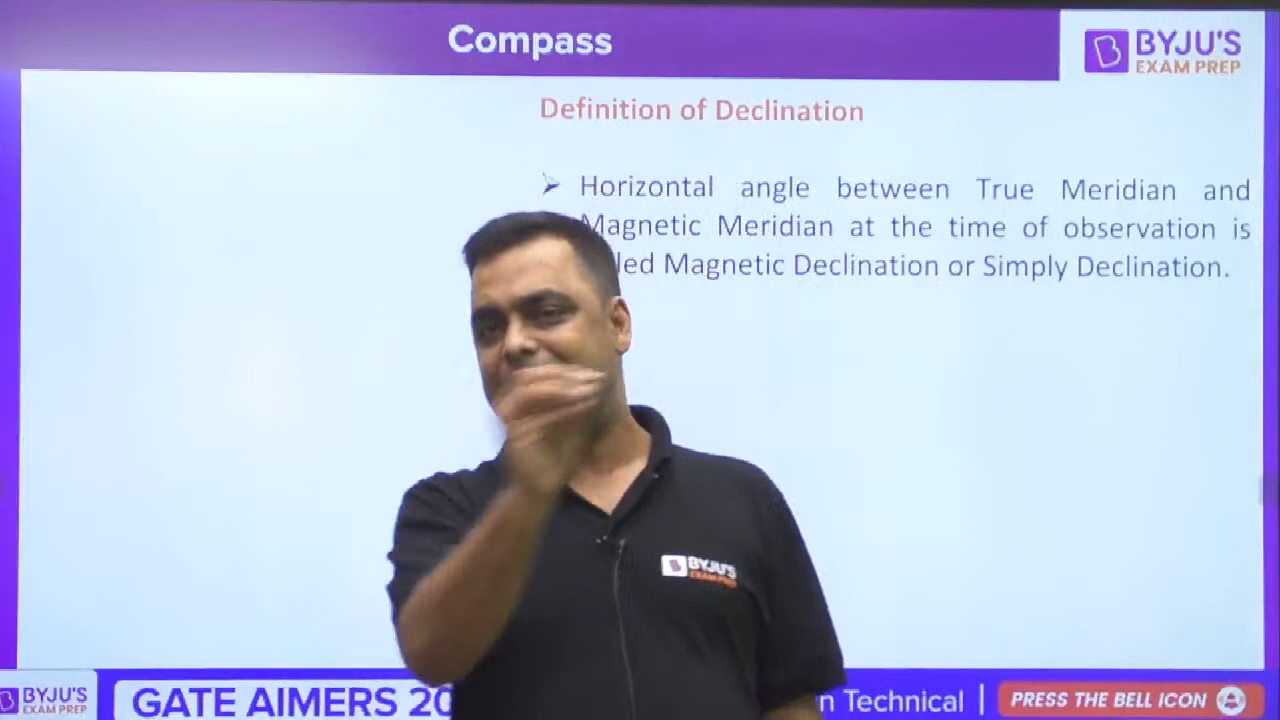 Compass
BYJU'S
EXAM PREP
Definition of Declination
➢ Horizontal angle between True Meridian and
Magnetic Meridian at the time of observation is
led Magnetic Declination or Simply Declination.
BYJU'S
EXAM PREP
BYJU'S
EXAM PREP
GATE AIMERS 20
n Technical | PRESS THE BELL ICON